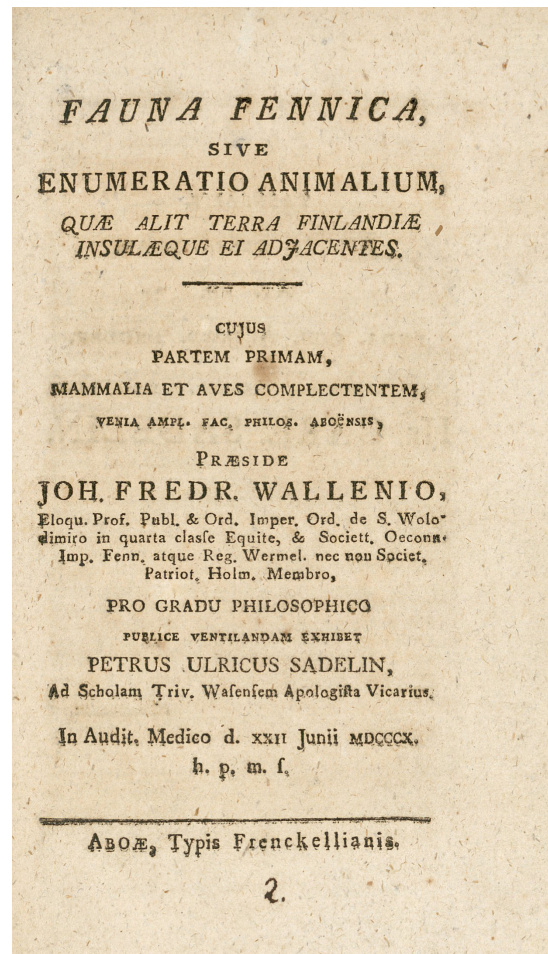 FAUNA FENNICA,
SIVE
ENUMERATIO ANIMALIUM,
QUÆ ALIT TERRA FINLANDIÆ
INSULÆQUE EI ADJACENTES.
CUJUS
PARTEM PRIMAM,
MAMMALIA ET AVES COMPLECTENTEM,
VENIA AMPL. FAC. PHILOS. ABOËNSIS,
PRÆSIDE
JOH. FREDR. WALLENIO,
Eloqu. Prof. Publ. & Ord. Imper. Ord. de S. Wolo-
dimiro in quarta classe Equite, & Societt. Oecono.
Imp. Fenn. atque Reg. Wermel. nec non Societ.
Patriot. Holm. Membro,
PRO GRADU PHILOSOPHICO
PUBLICE VENTILANDAM EXHIBET
PETRUS ULRICUS SADELIN,
Ad Scholam Triv. Waſenſem Apologiſta Vicarius.
In Audit. Medico d. XXII Junii MDCCCX.
h. p. m. ſ.
ABOÆ, Typis Frenckellianis.
2.